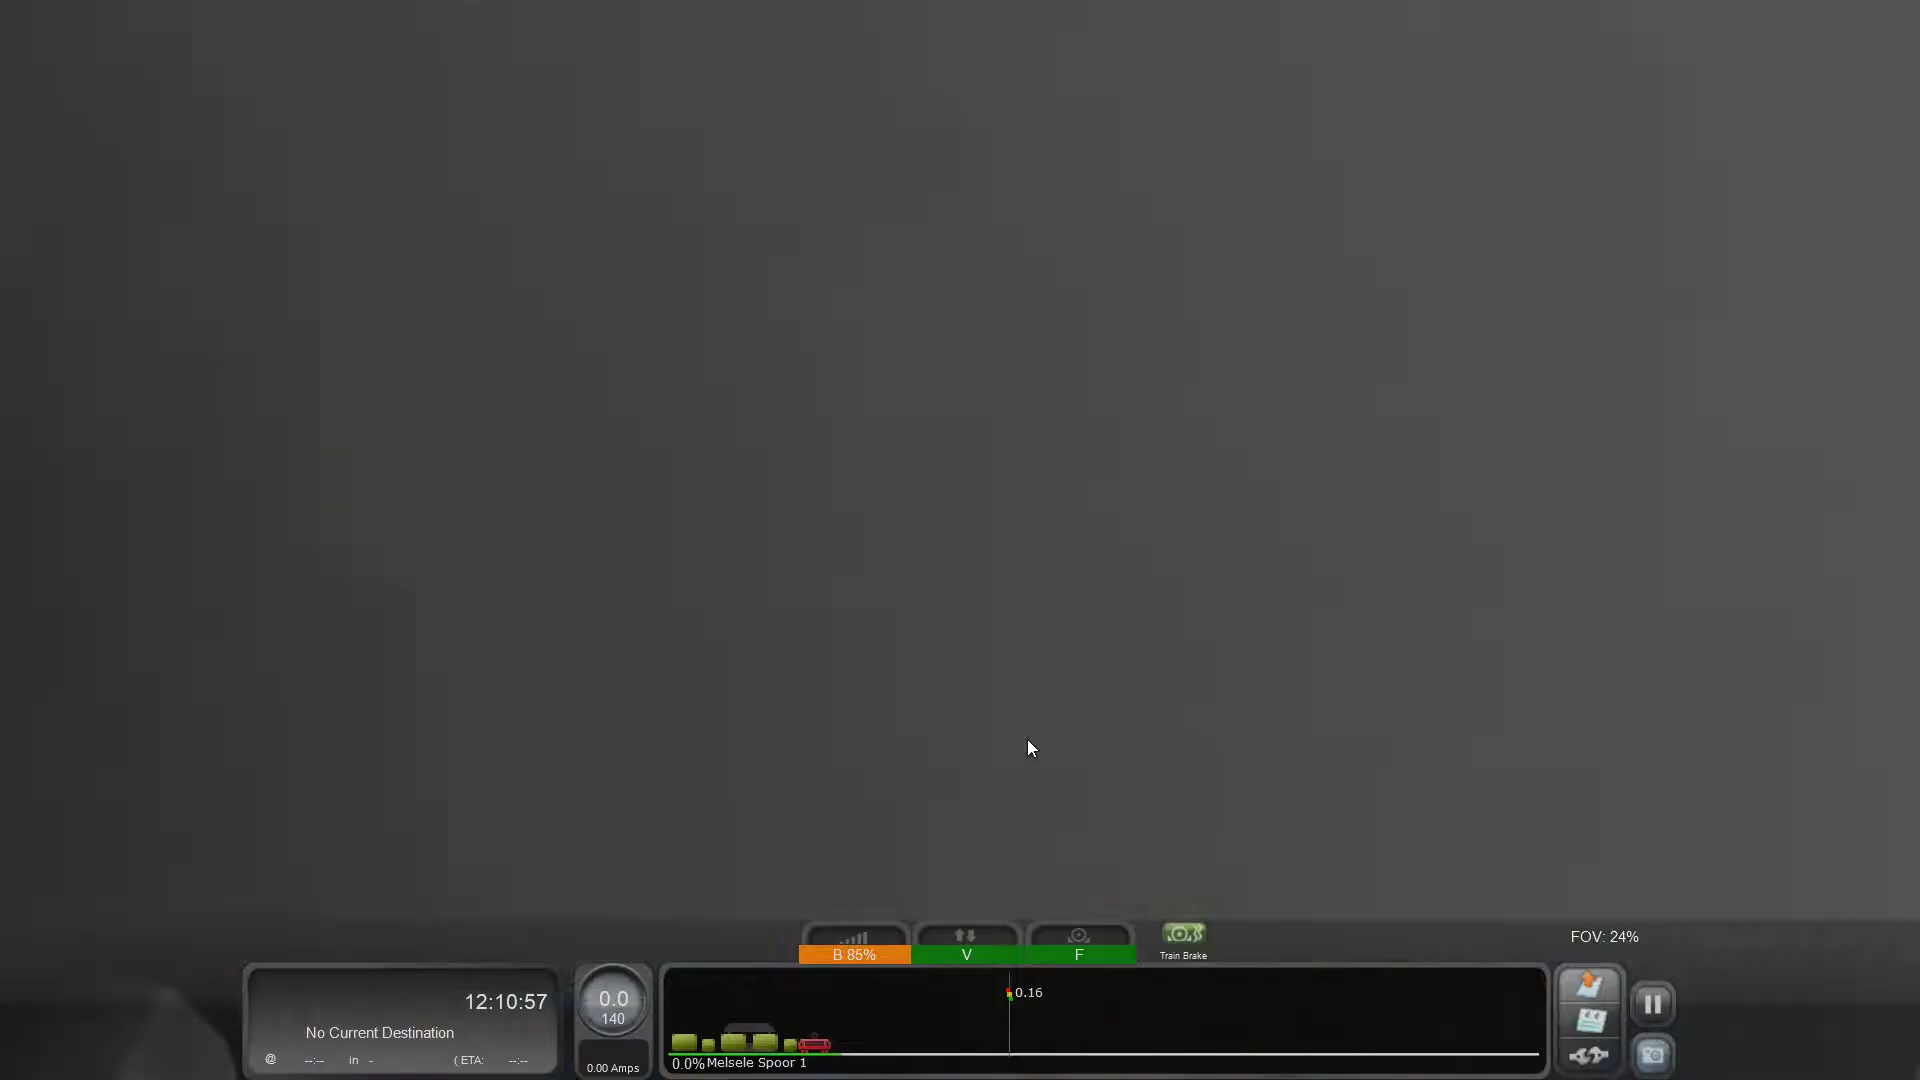 FOV: 24%
B 85%
V
F
Train Brake
12:10:57
No Current Destination
@ --:-- in - ( ETA: --:--
0.0
140
0.00 Amps
0.16
0.0% Melsele Spoor 1